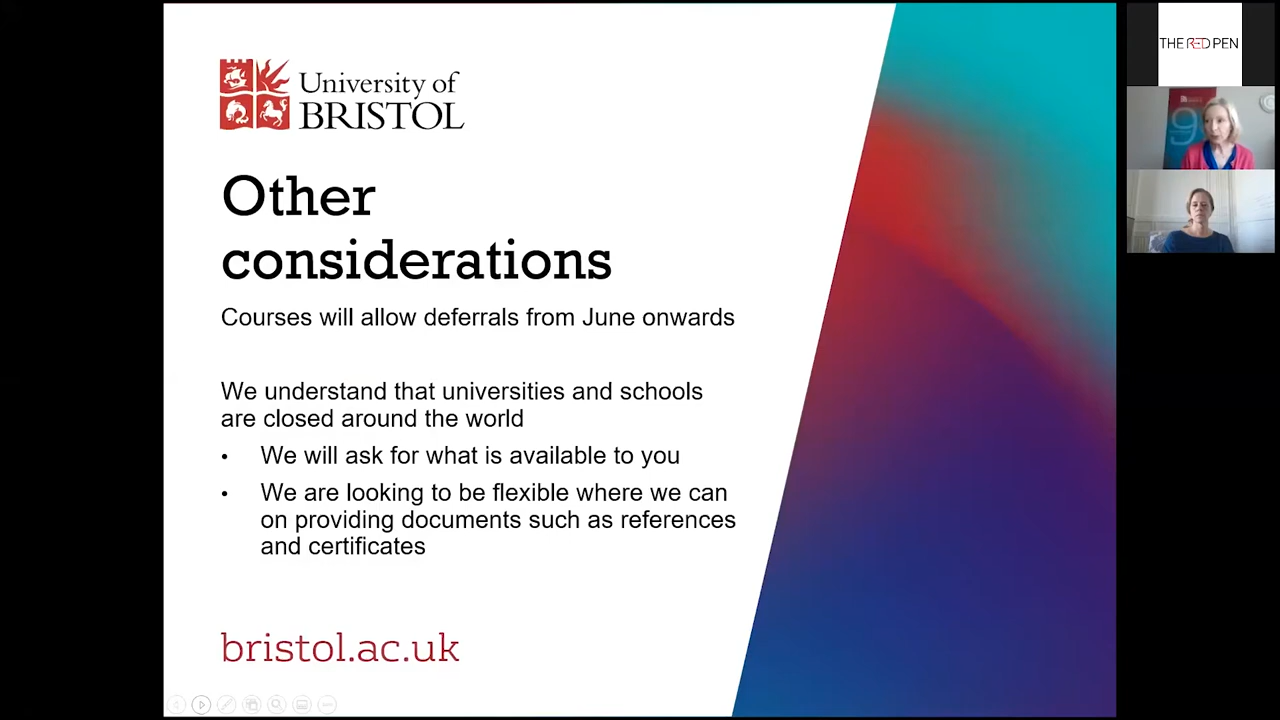 University of
BRISTOL
Other
considerations
Courses will allow deferrals from June onwards
We understand that universities and schools
are closed around the world
• We will ask for what is available to you
• We are looking to be flexible where we can
on providing documents such as references
and certificates
bristol.ac.uk
THE RED PEN
9